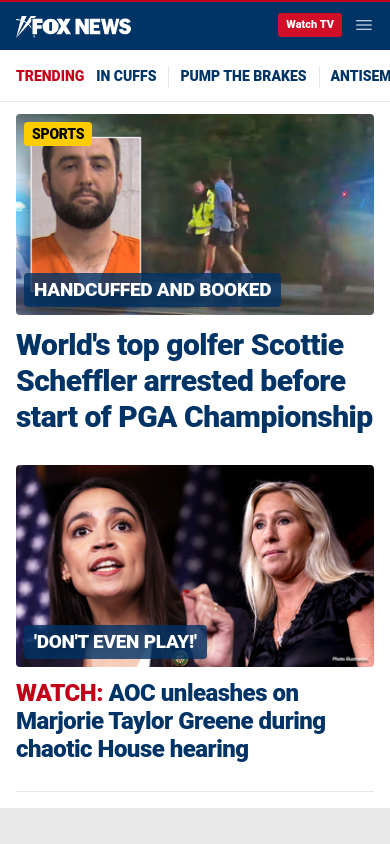 FOX NEWS
Watch TV
TRENDING IN CUFFS PUMP THE BRAKES ANTISEM
SPORTS
HANDCUFFED AND BOOKED
World's top golfer Scottie
Scheffler arrested before
start of PGA Championship
'DON'T EVEN PLAY!'
Photo Illustration
WATCH: AOC unleashes on
Marjorie Taylor Greene during
chaotic House hearing